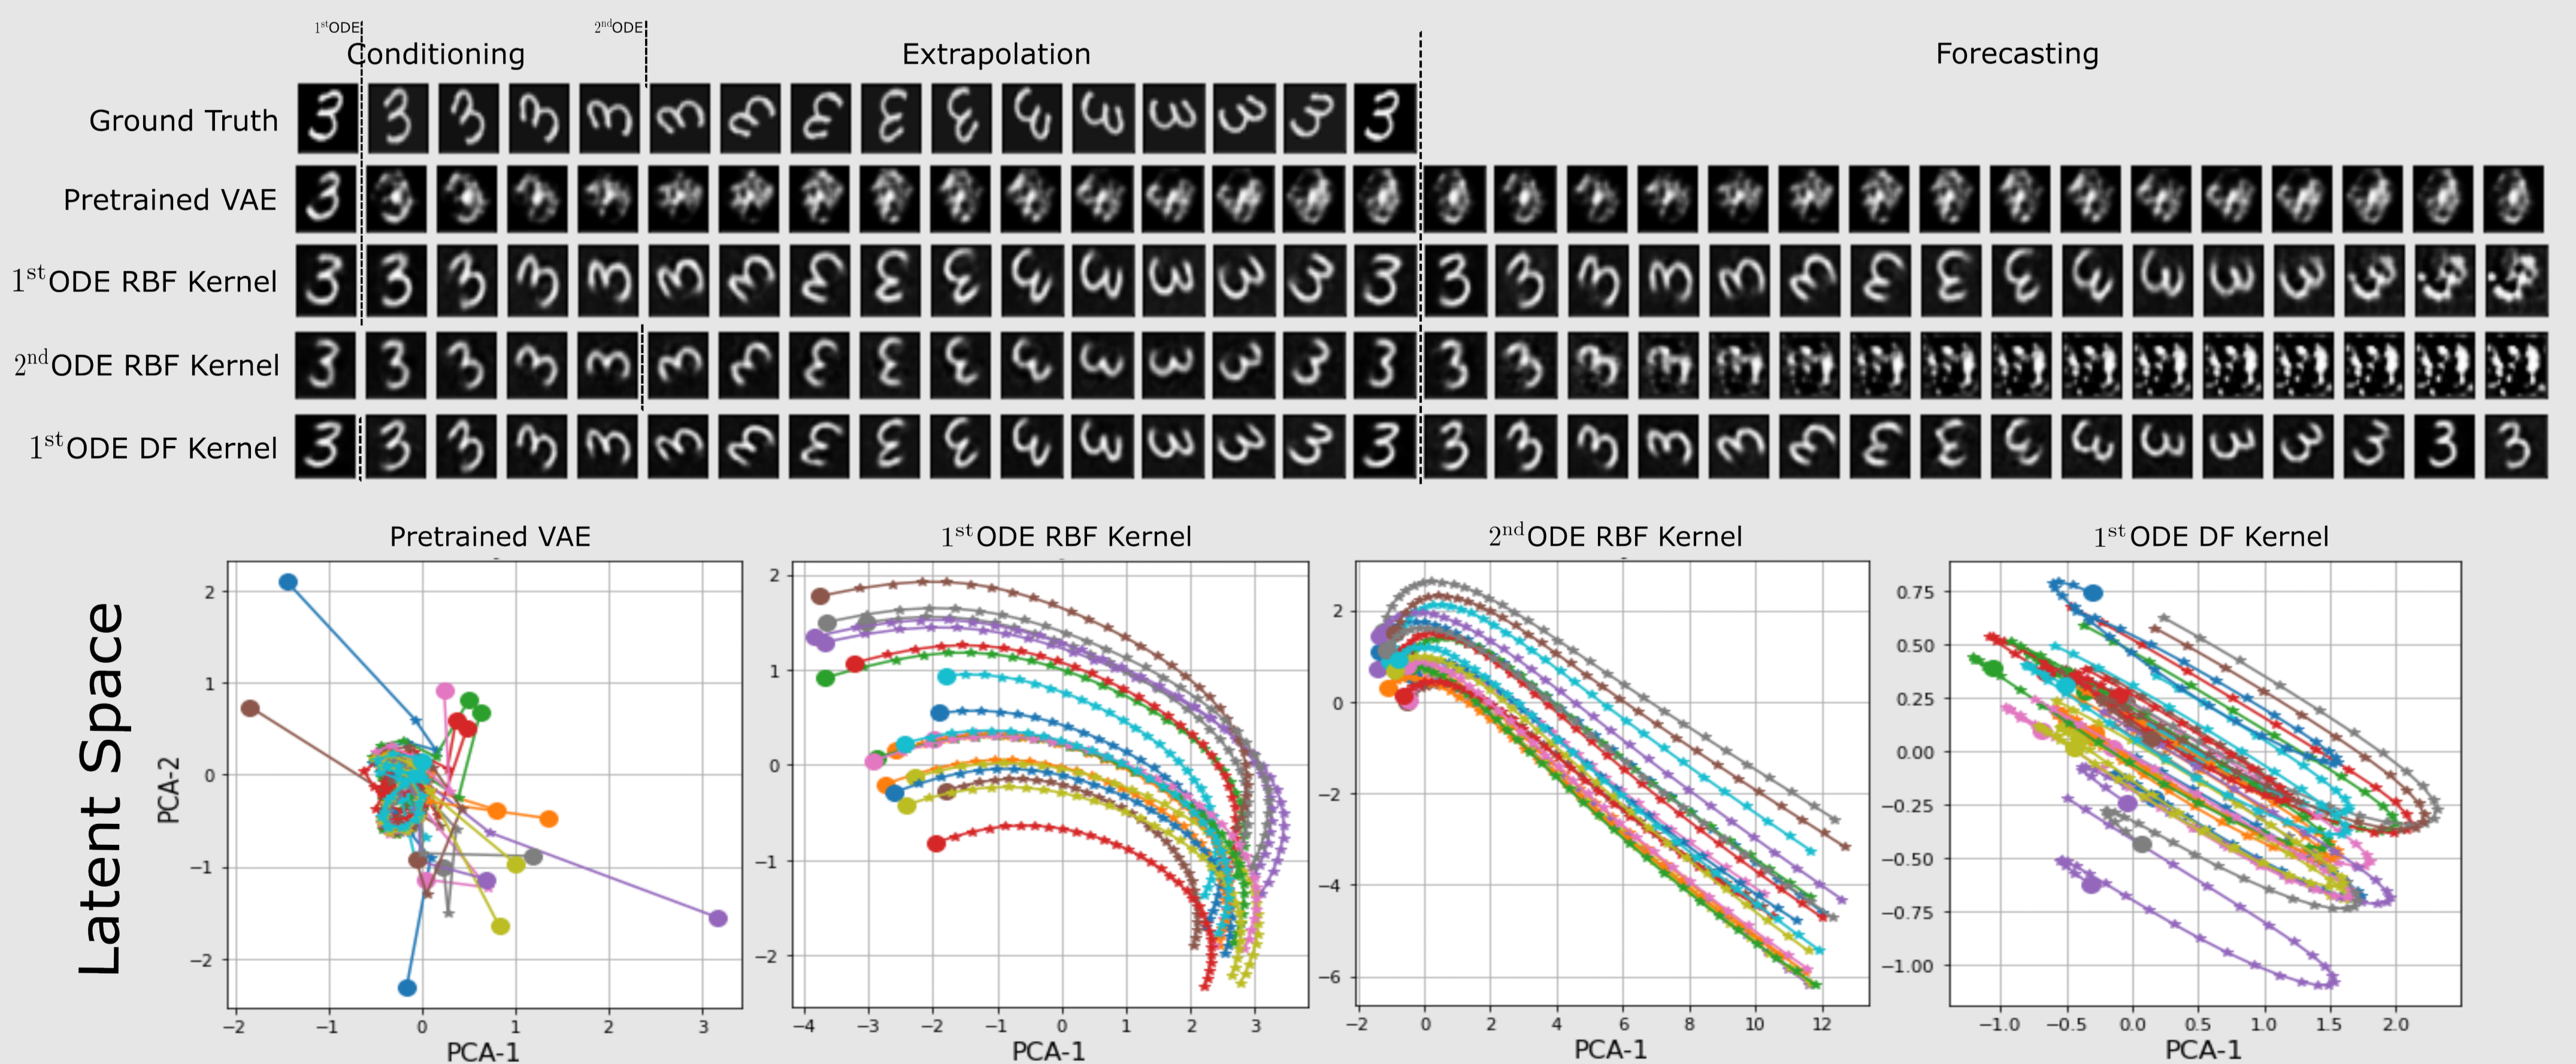 1stODE
2ndODE
Conditioning
Extrapolation
Forecasting
Ground Truth
Pretrained VAE
1stODE RBF Kernel
2ndODE RBF Kernel
1stODE DF Kernel
Latent Space
Pretrained VAE
1stODE RBF Kernel
2ndODE RBF Kernel
1stODE DF Kernel
PCA-2
2
1
0
−1
−2
−2 −1 0 1 2 3
PCA-1
2
1
0
−1
−2
−4 −3 −2 −1 0 1 2 3
PCA-1
2
0
−2
−4
−6
−2 0 2 4 6 8 10 12
PCA-1
0.75
0.50
0.25
0.00
−0.25
−0.50
−0.75
−1.00
−1.0 −0.5 0.0 0.5 1.0 1.5 2.0
PCA-1